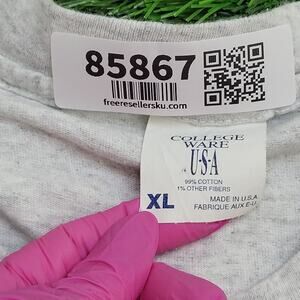 85867
freeresellersku.com
COLLEGE
WARE
U·S·A
99% COTTON
1% OTHER FIBERS
XL
MADE IN U.S.A.
FABRIQUE AUX E-U